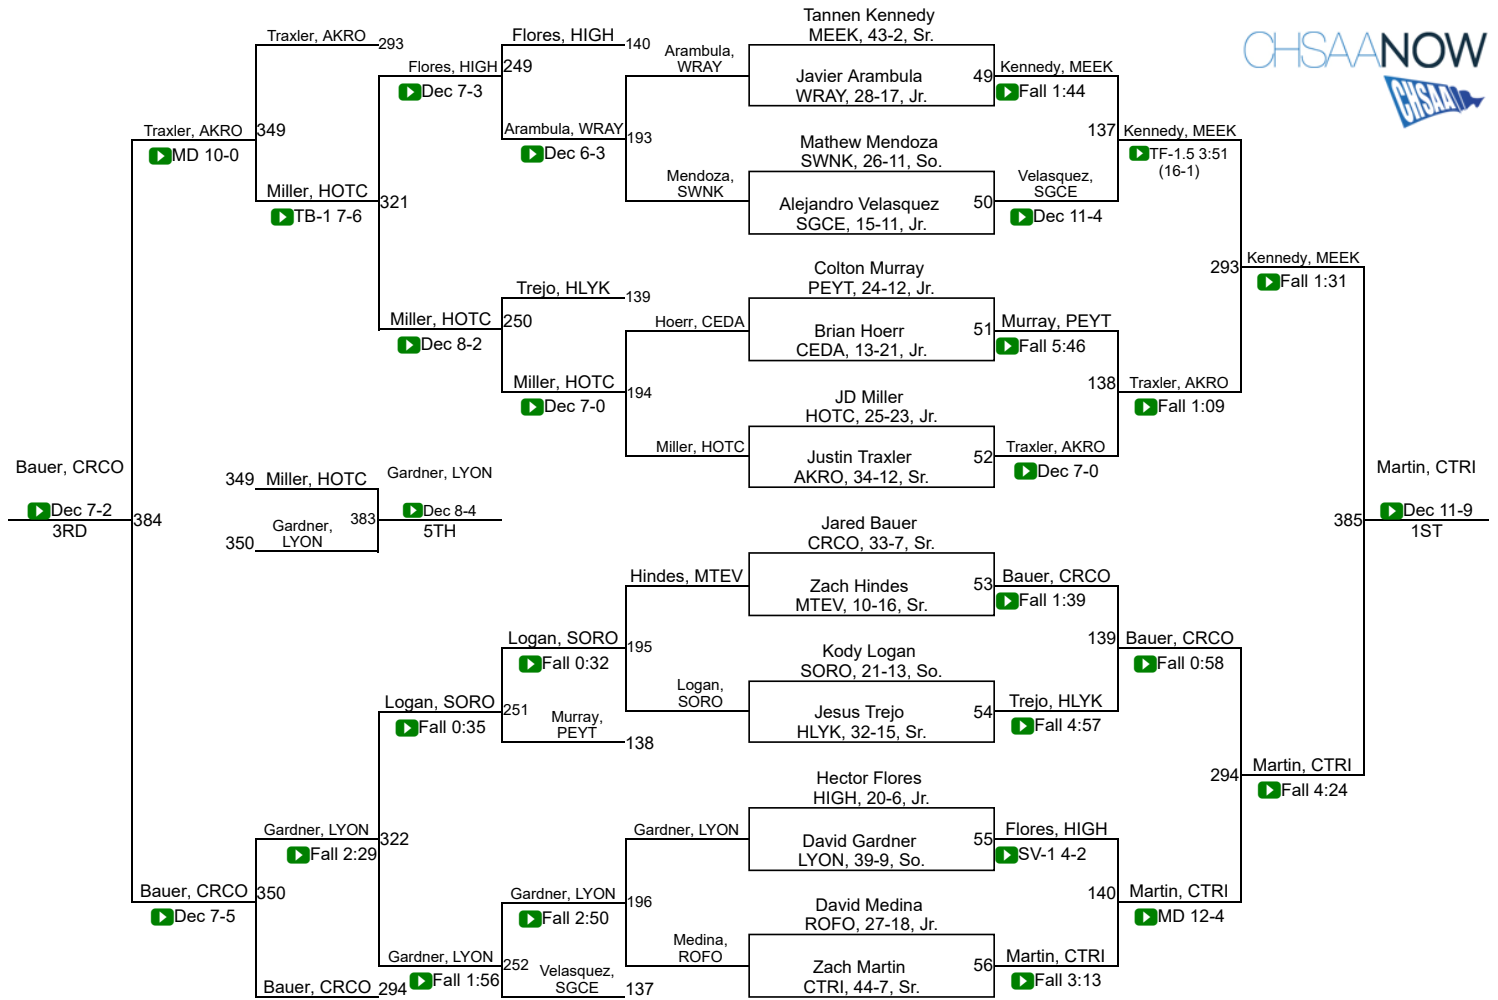 Tannen Kennedy
MEEK, 43-2, Sr.
CHSAANOW
CHSAA
Traxler, AKRO
293
Flores, HIGH
140
Arambula,
WRAY
Flores, HIGH
249
Dec 7-3
Javier Arambula
WRAY, 28-17, Jr.
49
Kennedy, MEEK
Fall 1:44
Traxler, AKRO
349
MD 10-0
Arambula, WRAY
193
Dec 6-3
Mathew Mendoza
SWNK, 26-11, So.
137
Kennedy, MEEK
TF-1.5 3:51
(16-1)
Miller, HOTC
321
TB-1 7-6
Mendoza,
SWNK
Alejandro Velasquez
SGCE, 15-11, Jr.
50
Velasquez,
SGCE
Dec 11-4
Colton Murray
PEYT, 24-12, Jr.
293
Kennedy, MEEK
Fall 1:31
Trejo, HLYK
139
Miller, HOTC
250
Dec 8-2
Hoerr, CEDA
Brian Hoerr
CEDA, 13-21, Jr.
51
Murray, PEYT
Fall 5:46
Miller, HOTC
194
Dec 7-0
JD Miller
HOTC, 25-23, Jr.
138
Traxler, AKRO
Fall 1:09
Miller, HOTC
Justin Traxler
AKRO, 34-12, Sr.
52
Traxler, AKRO
Dec 7-0
Bauer, CRCO
Dec 7-2
3RD
384
349
Miller, HOTC
Gardner, LYON
383
Dec 8-4
5TH
350
Gardner,
LYON
Martin, CTRI
385
Dec 11-9
1ST
Jared Bauer
CRCO, 33-7, Sr.
Hindes, MTEV
Zach Hindes
MTEV, 10-16, Sr.
53
Bauer, CRCO
Fall 1:39
Logan, SORO
195
Fall 0:32
Kody Logan
SORO, 21-13, So.
139
Bauer, CRCO
Fall 0:58
Logan, SORO
251
Fall 0:35
Murray,
PEYT
138
Logan,
SORO
Jesus Trejo
HLYK, 32-15, Sr.
54
Trejo, HLYK
Fall 4:57
Hector Flores
HIGH, 20-6, Jr.
294
Martin, CTRI
Fall 4:24
Gardner, LYON
322
Fall 2:29
Gardner, LYON
David Gardner
LYON, 39-9, So.
55
Flores, HIGH
SV-1 4-2
Bauer, CRCO
350
Dec 7-5
Gardner, LYON
196
Fall 2:50
David Medina
ROFO, 27-18, Jr.
140
Martin, CTRI
MD 12-4
Gardner, LYON
252
Fall 1:56
Velasquez,
SGCE
137
Medina,
ROFO
Zach Martin
CTRI, 44-7, Sr.
56
Martin, CTRI
Fall 3:13
Bauer, CRCO
294